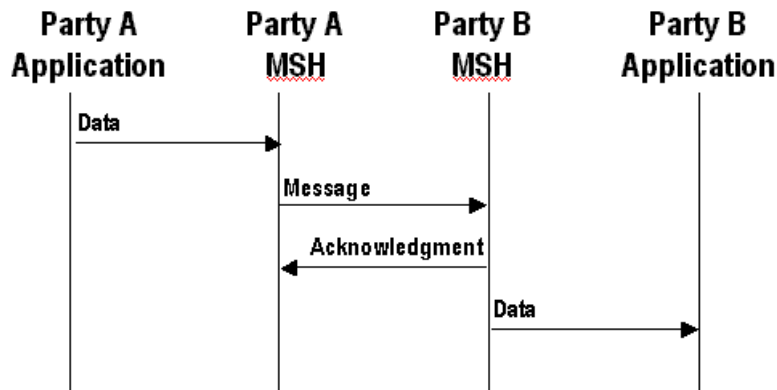 Party A Party A Party B Party B
Application MSH MSH Application
Data
Message
Acknowledgment
Data